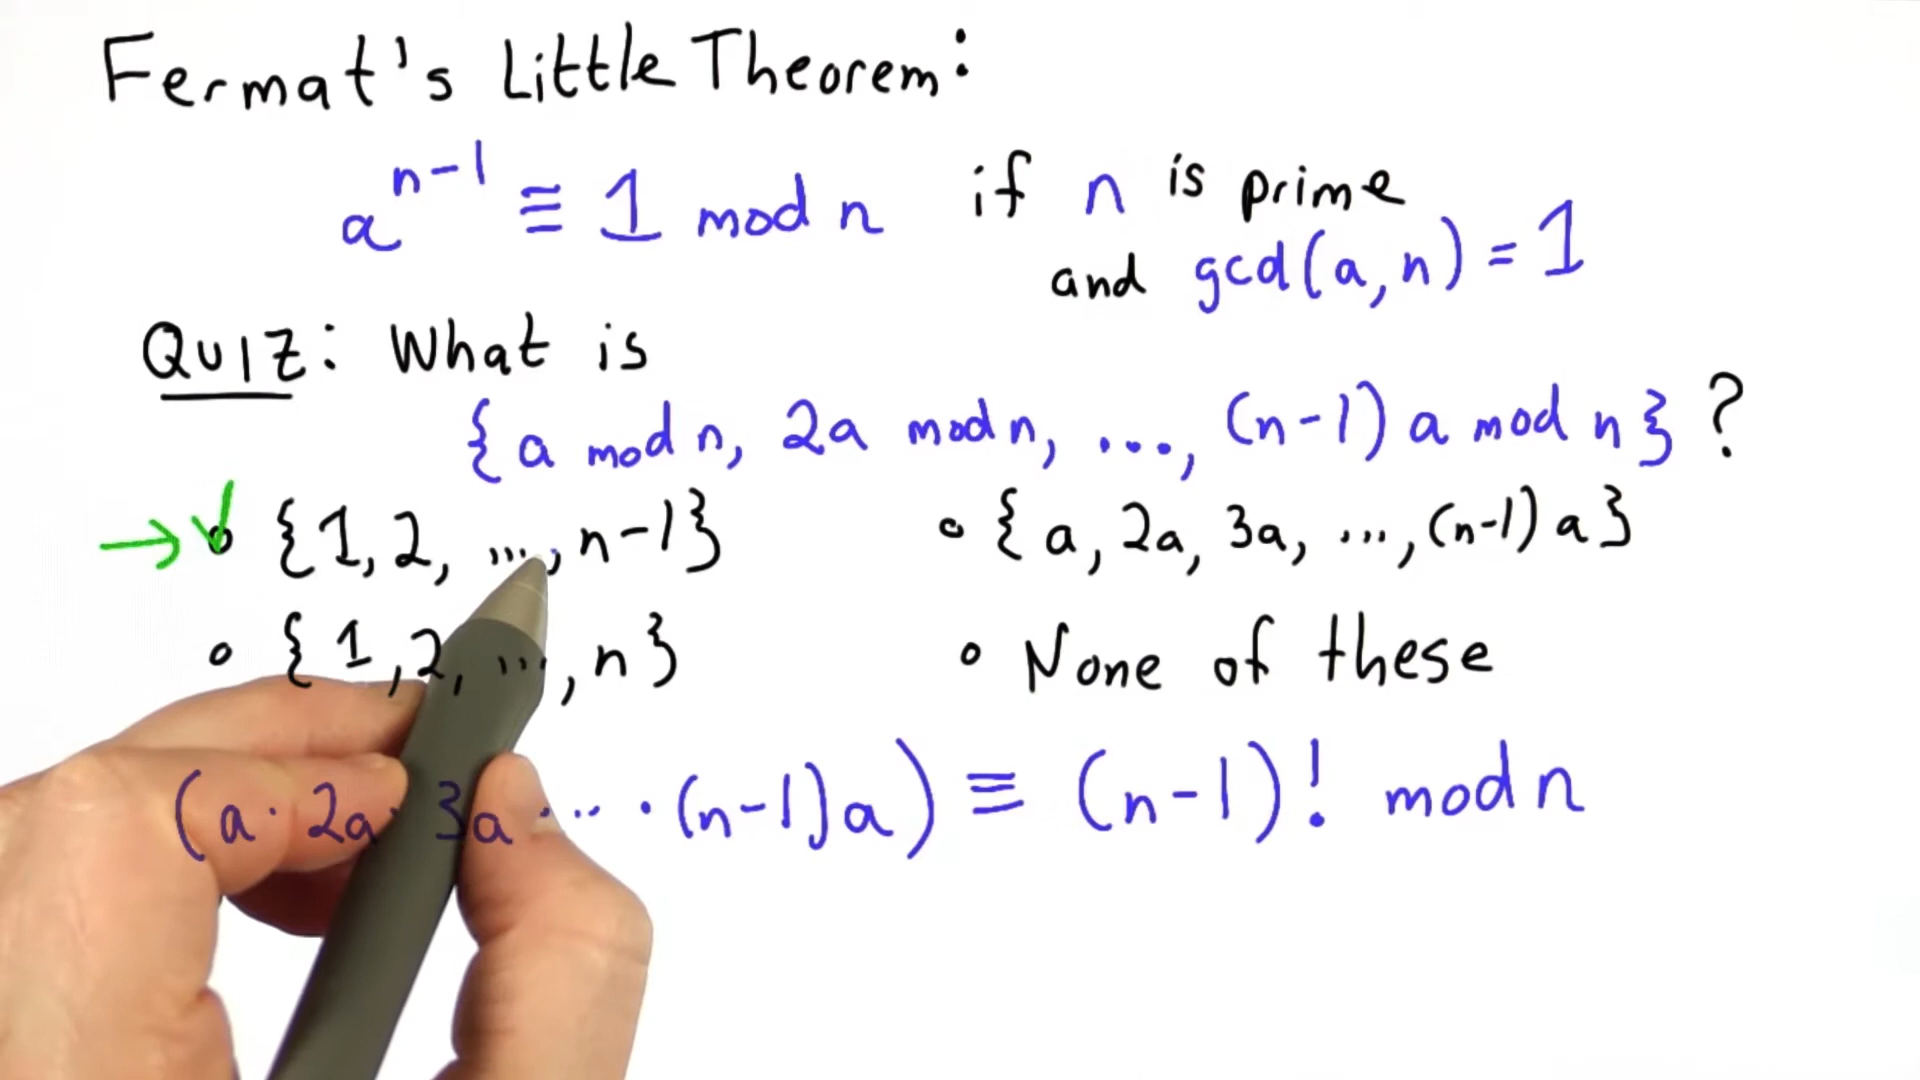 Fermat's Little Theorem:
a^{n-1} ≡ 1 mod n if n is prime
and gcd(a,n) = 1
QUIZ: What is
{a mod n, 2a mod n, ..., (n-1) a mod n} ?
{1, 2, ..., n-1}
{a, 2a, 3a, ..., (n-1) a}
{1, 2, ..., n}
None of these
(a · 2a · 3a · ... · (n-1) a) ≡ (n-1)! mod n